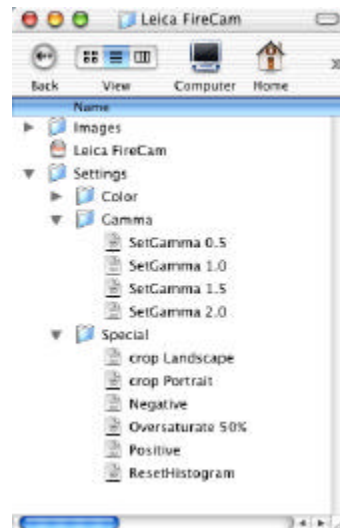 Leica FireCam
Back View Computer Home
Name
Images
Leica FireCam
Settings
Color
Gamma
SetGamma 0.5
SetGamma 1.0
SetGamma 1.5
SetGamma 2.0
Special
crop Landscape
crop Portrait
Negative
Oversaturate 50%
Positive
ResetHistogram